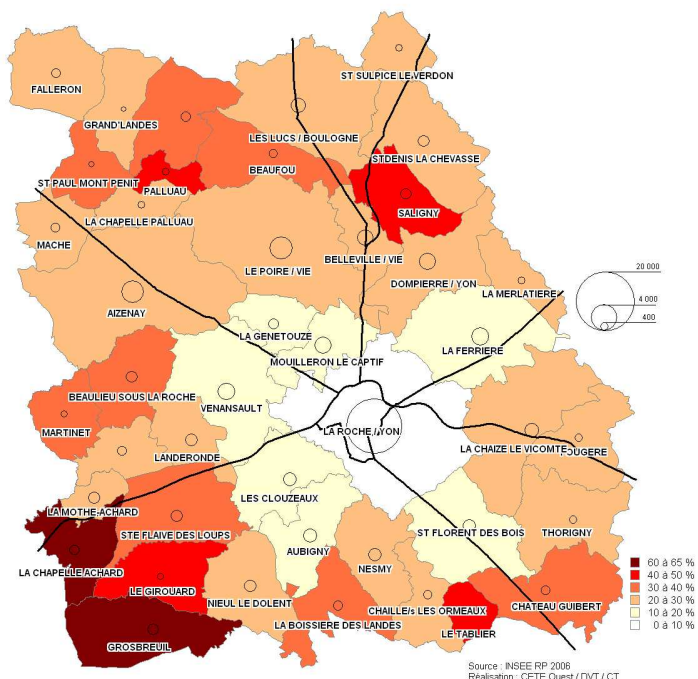 ST SULPICE LE VERDON
FALLERON
GRAND'LANDES
LES LUCS / BOULOGNE
ST DENIS LA CHEVASSE
BEAUFOU
ST PAUL MONT PENIT
PALLUAU
SALIGNY
LA CHAPELLE PALLUAU
MACHE
BELLEVILLE / VIE
LE POIRE / VIE
DOMPIERRE / YON
20 000
LA MERLATIERE
4 000
AIZENAY
400
LA GENETOUZE
LA FERRIERE
MOUILLERON LE CAPTIF
BEAULIEU SOUS LA ROCHE
VENANSAULT
MARTINET
LA ROCHE / YON
LA CHAIZE LE VICOMTE
FOUGERE
LANDERONDE
LES CLOUZEAUX
LA MOTHE-ACHARD
STE FLAIVE DES LOUPS
ST FLORENT DES BOIS
THORIGNY
AUBIGNY
60 à 65 %
NESMY
LA CHAPELLE ACHARD
40 à 50 %
LE GIROUARD
30 à 40 %
NIEUL LE DOLENT
20 à 30 %
CHAILLE/s LES ORMEAUX
CHATEAU GUIBERT
10 à 20 %
LA BOISSIERE DES LANDES
0 à 10 %
LE TABLIER
GROSBREUIL
Source : INSEE RP 2006
Réalisation : CETE Ouest / DVT / CT